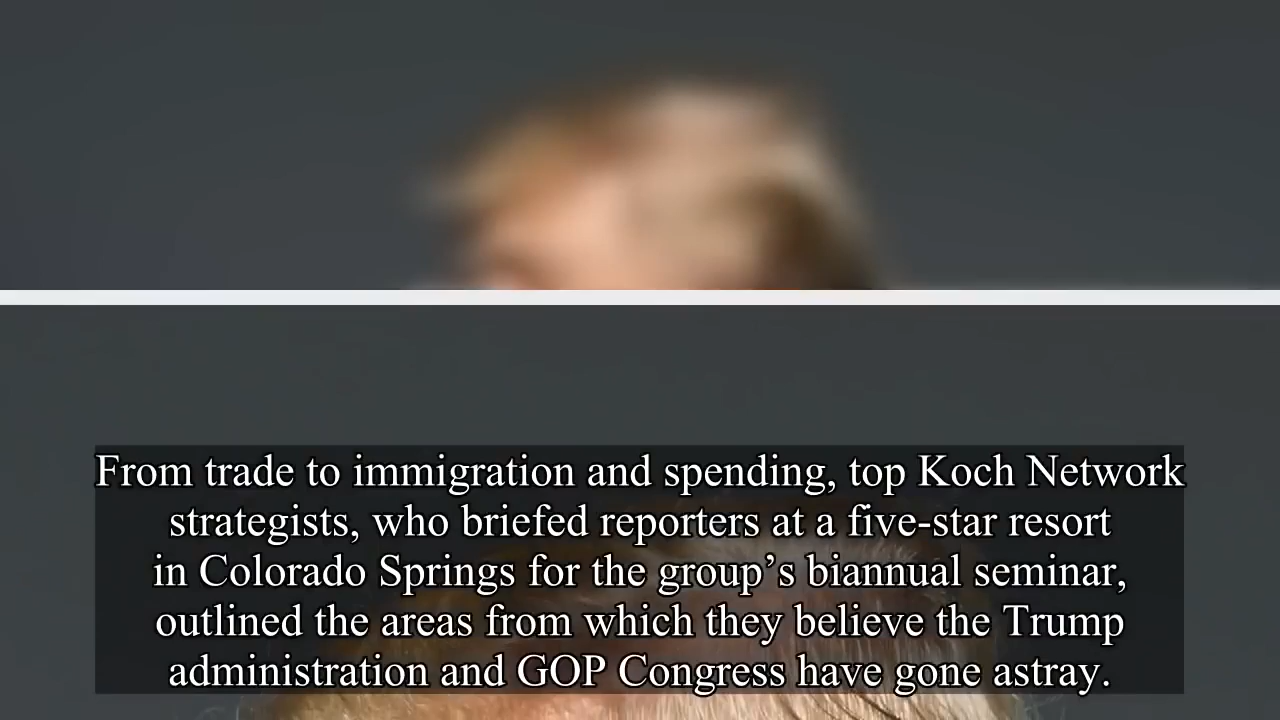 From trade to immigration and spending, top Koch Network
strategists, who briefed reporters at a five-star resort
in Colorado Springs for the group’s biannual seminar,
outlined the areas from which they believe the Trump
administration and GOP Congress have gone astray.